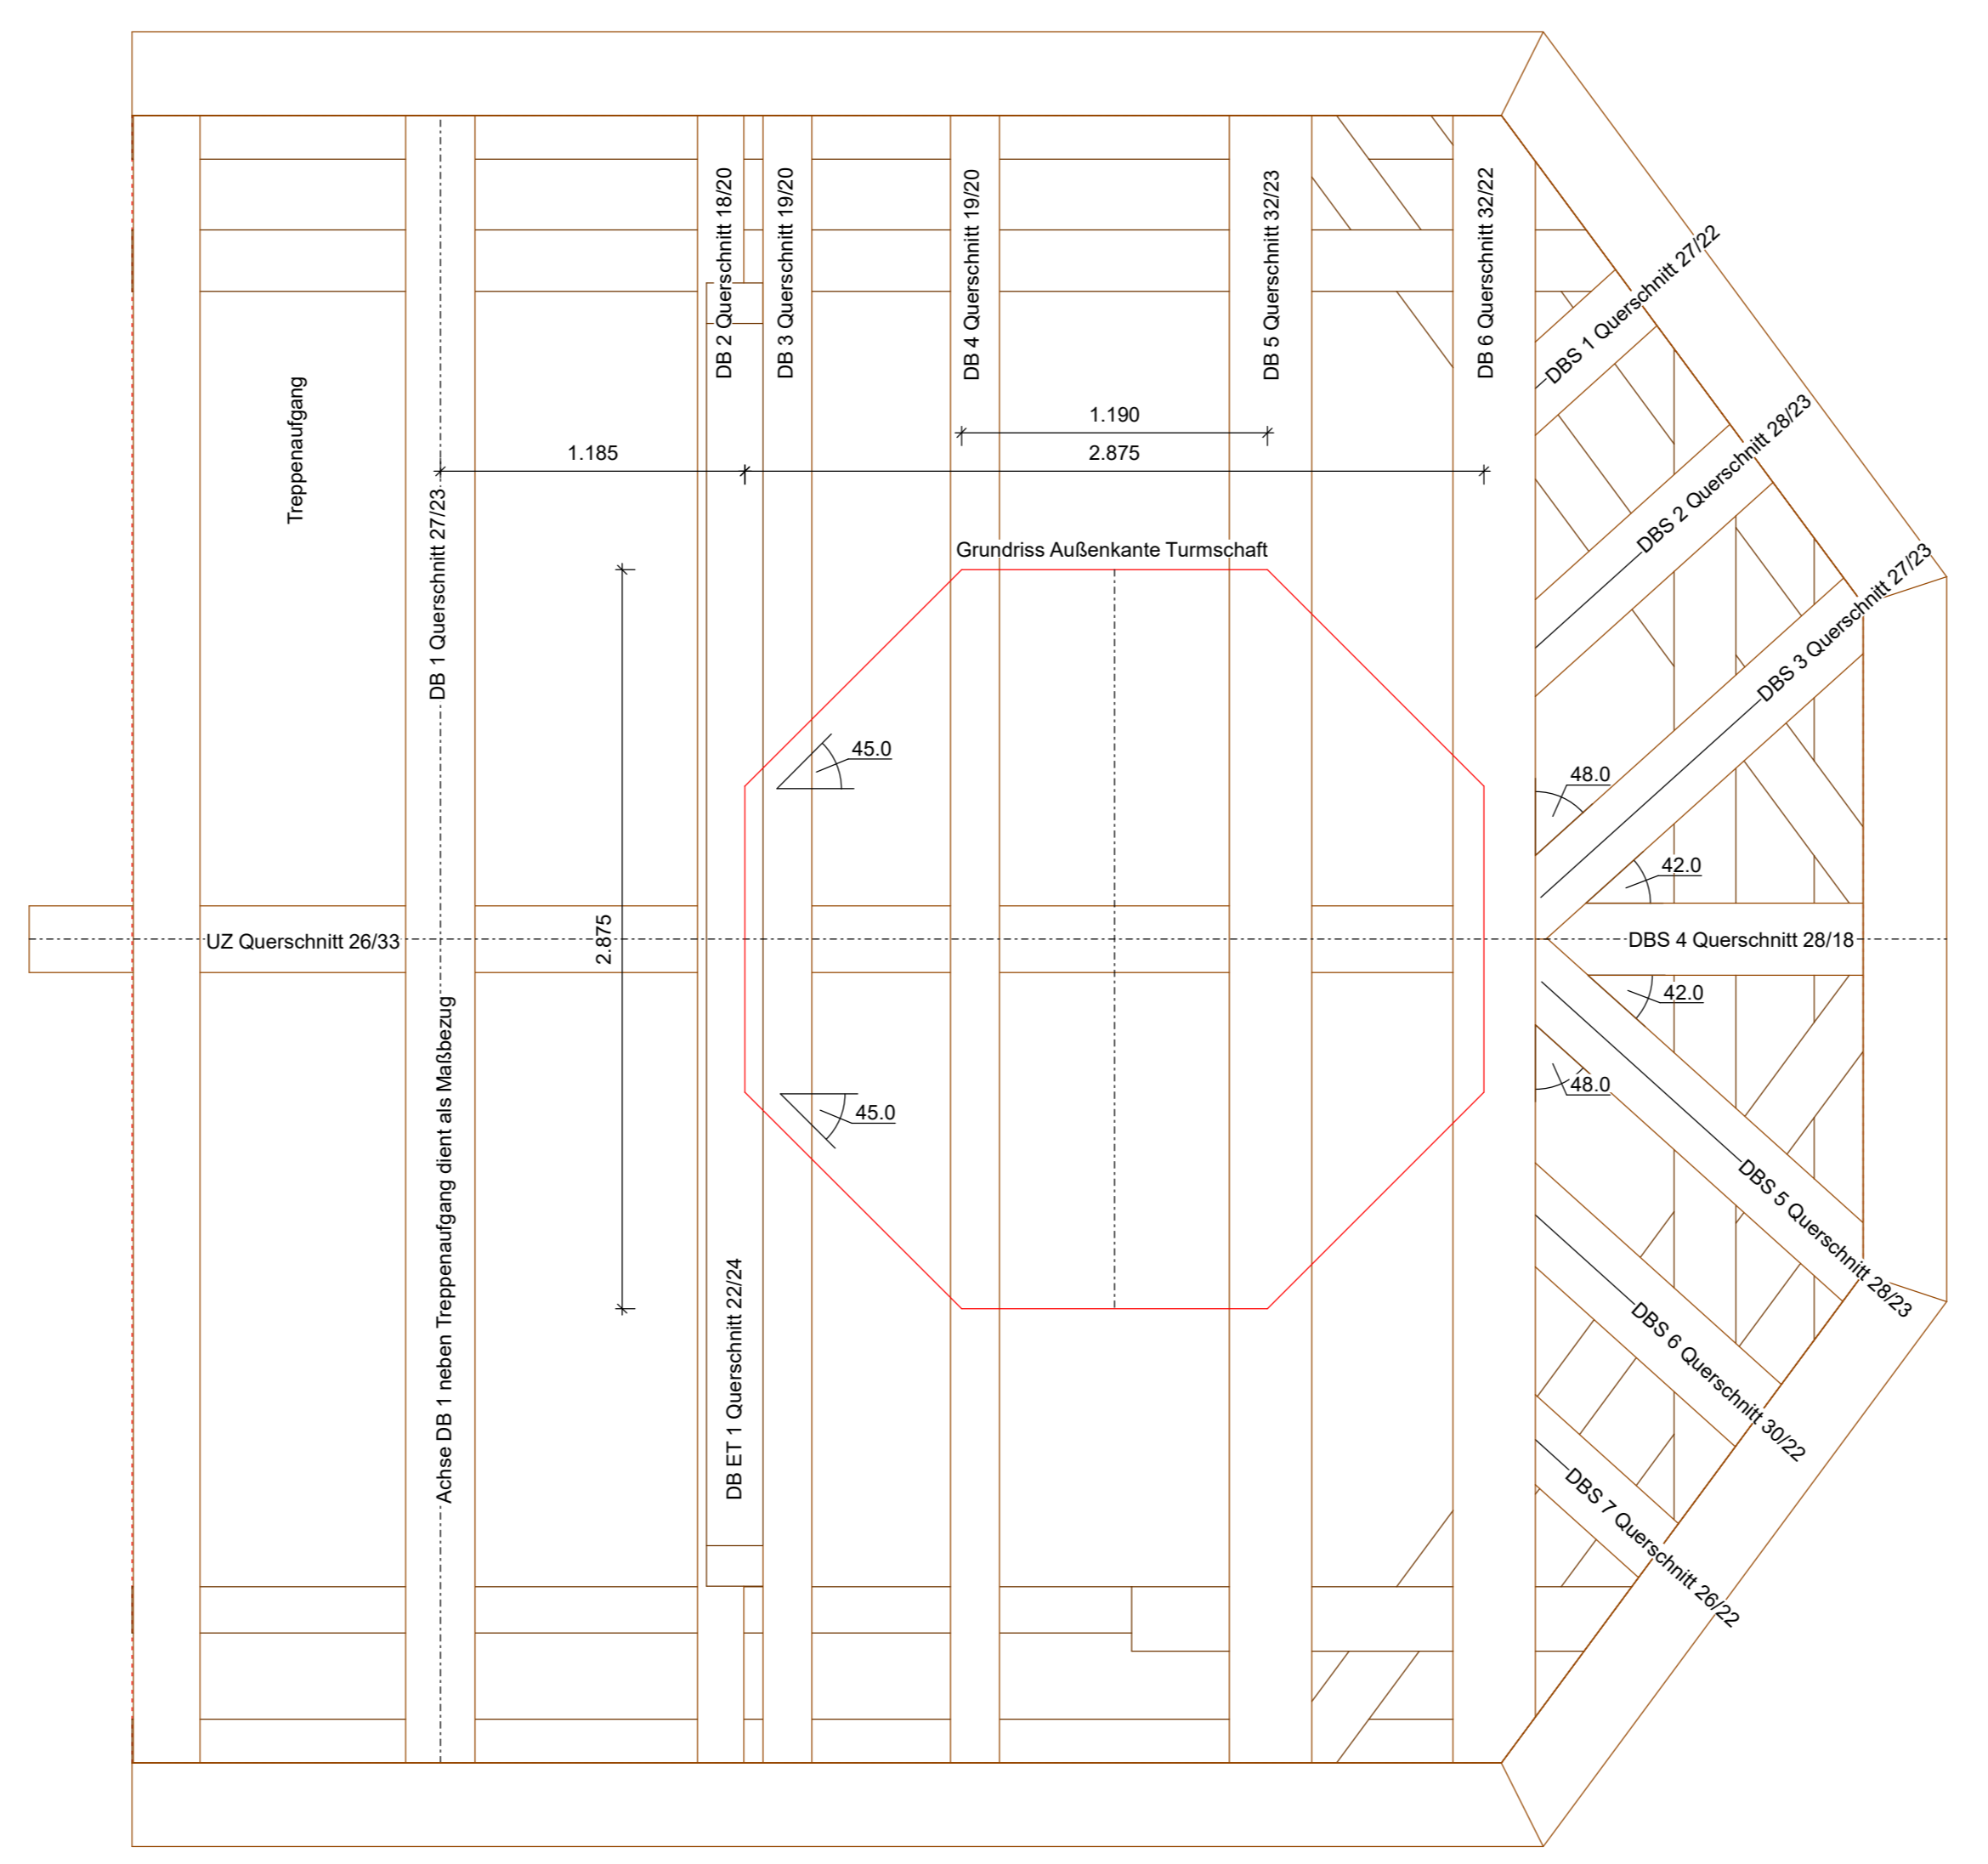 DB 2 Querschnitt 18/20
DB 3 Querschnitt 19/20
DB 4 Querschnitt 19/20
DB 5 Querschnitt 32/23
DB 6 Querschnitt 32/22
DBS 1 Querschnitt 27/22
Treppenaufgang
1.190
1.185
2.875
DBS 2 Querschnitt 28/23
DB 1 Querschnitt 27/23
Grundriss Außenkante Turmschaft
DBS 3 Querschnitt 27/23
45.0
48.0
42.0
UZ Querschnitt 26/33
2.875
DBS 4 Querschnitt 28/18
42.0
48.0
45.0
Achse DB 1 neben Treppenaufgang dient als Maßbezug
DBS 5 Querschnitt 28/23
DB ET 1 Querschnitt 22/24
DBS 6 Querschnitt 30/22
DBS 7 Querschnitt 26/22